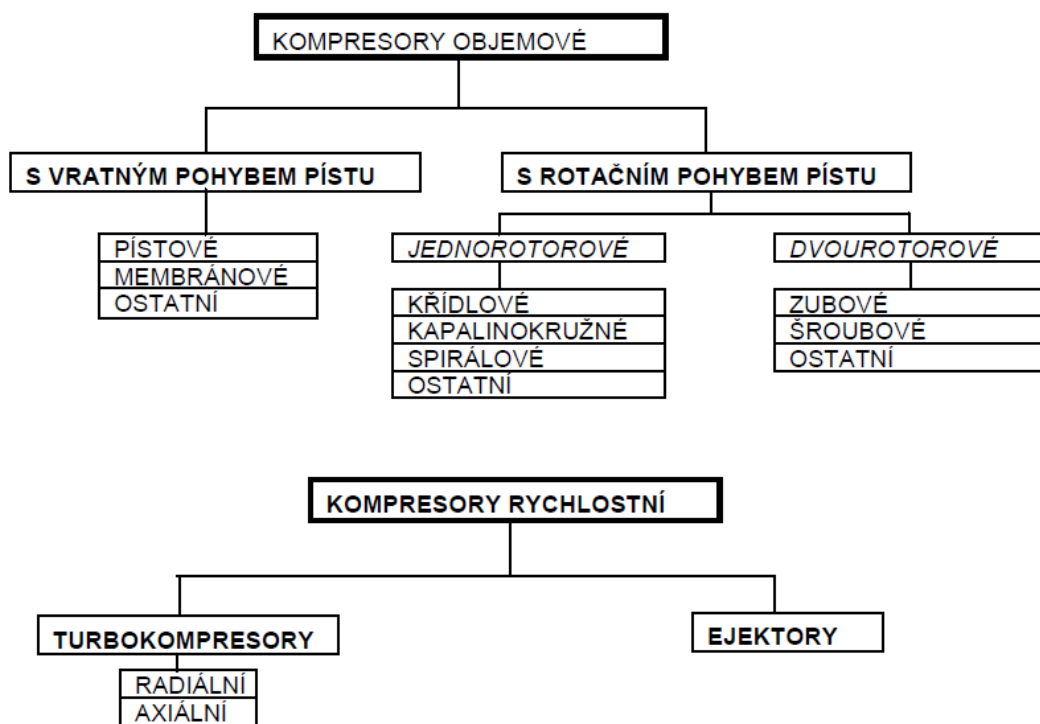 KOMPRESORY OBJEMOVÉ
S VRATNÝM POHYBEM PÍSTU
S ROTAČNÍM POHYBEM PÍSTU
PÍSTOVÉ
MEMBRÁNOVÉ
OSTATNÍ
JEDNOROTOROVÉ
KŘÍDLOVÉ
KAPALINOKRUŽNÉ
SPIRÁLOVÉ
OSTATNÍ
DVOUROTOROVÉ
ZUBOVÉ
ŠROUBOVÉ
OSTATNÍ
KOMPRESORY RYCHLOSTNÍ
TURBOKOMPRESORY
RADIÁLNÍ
AXIÁLNÍ
EJEKTORY